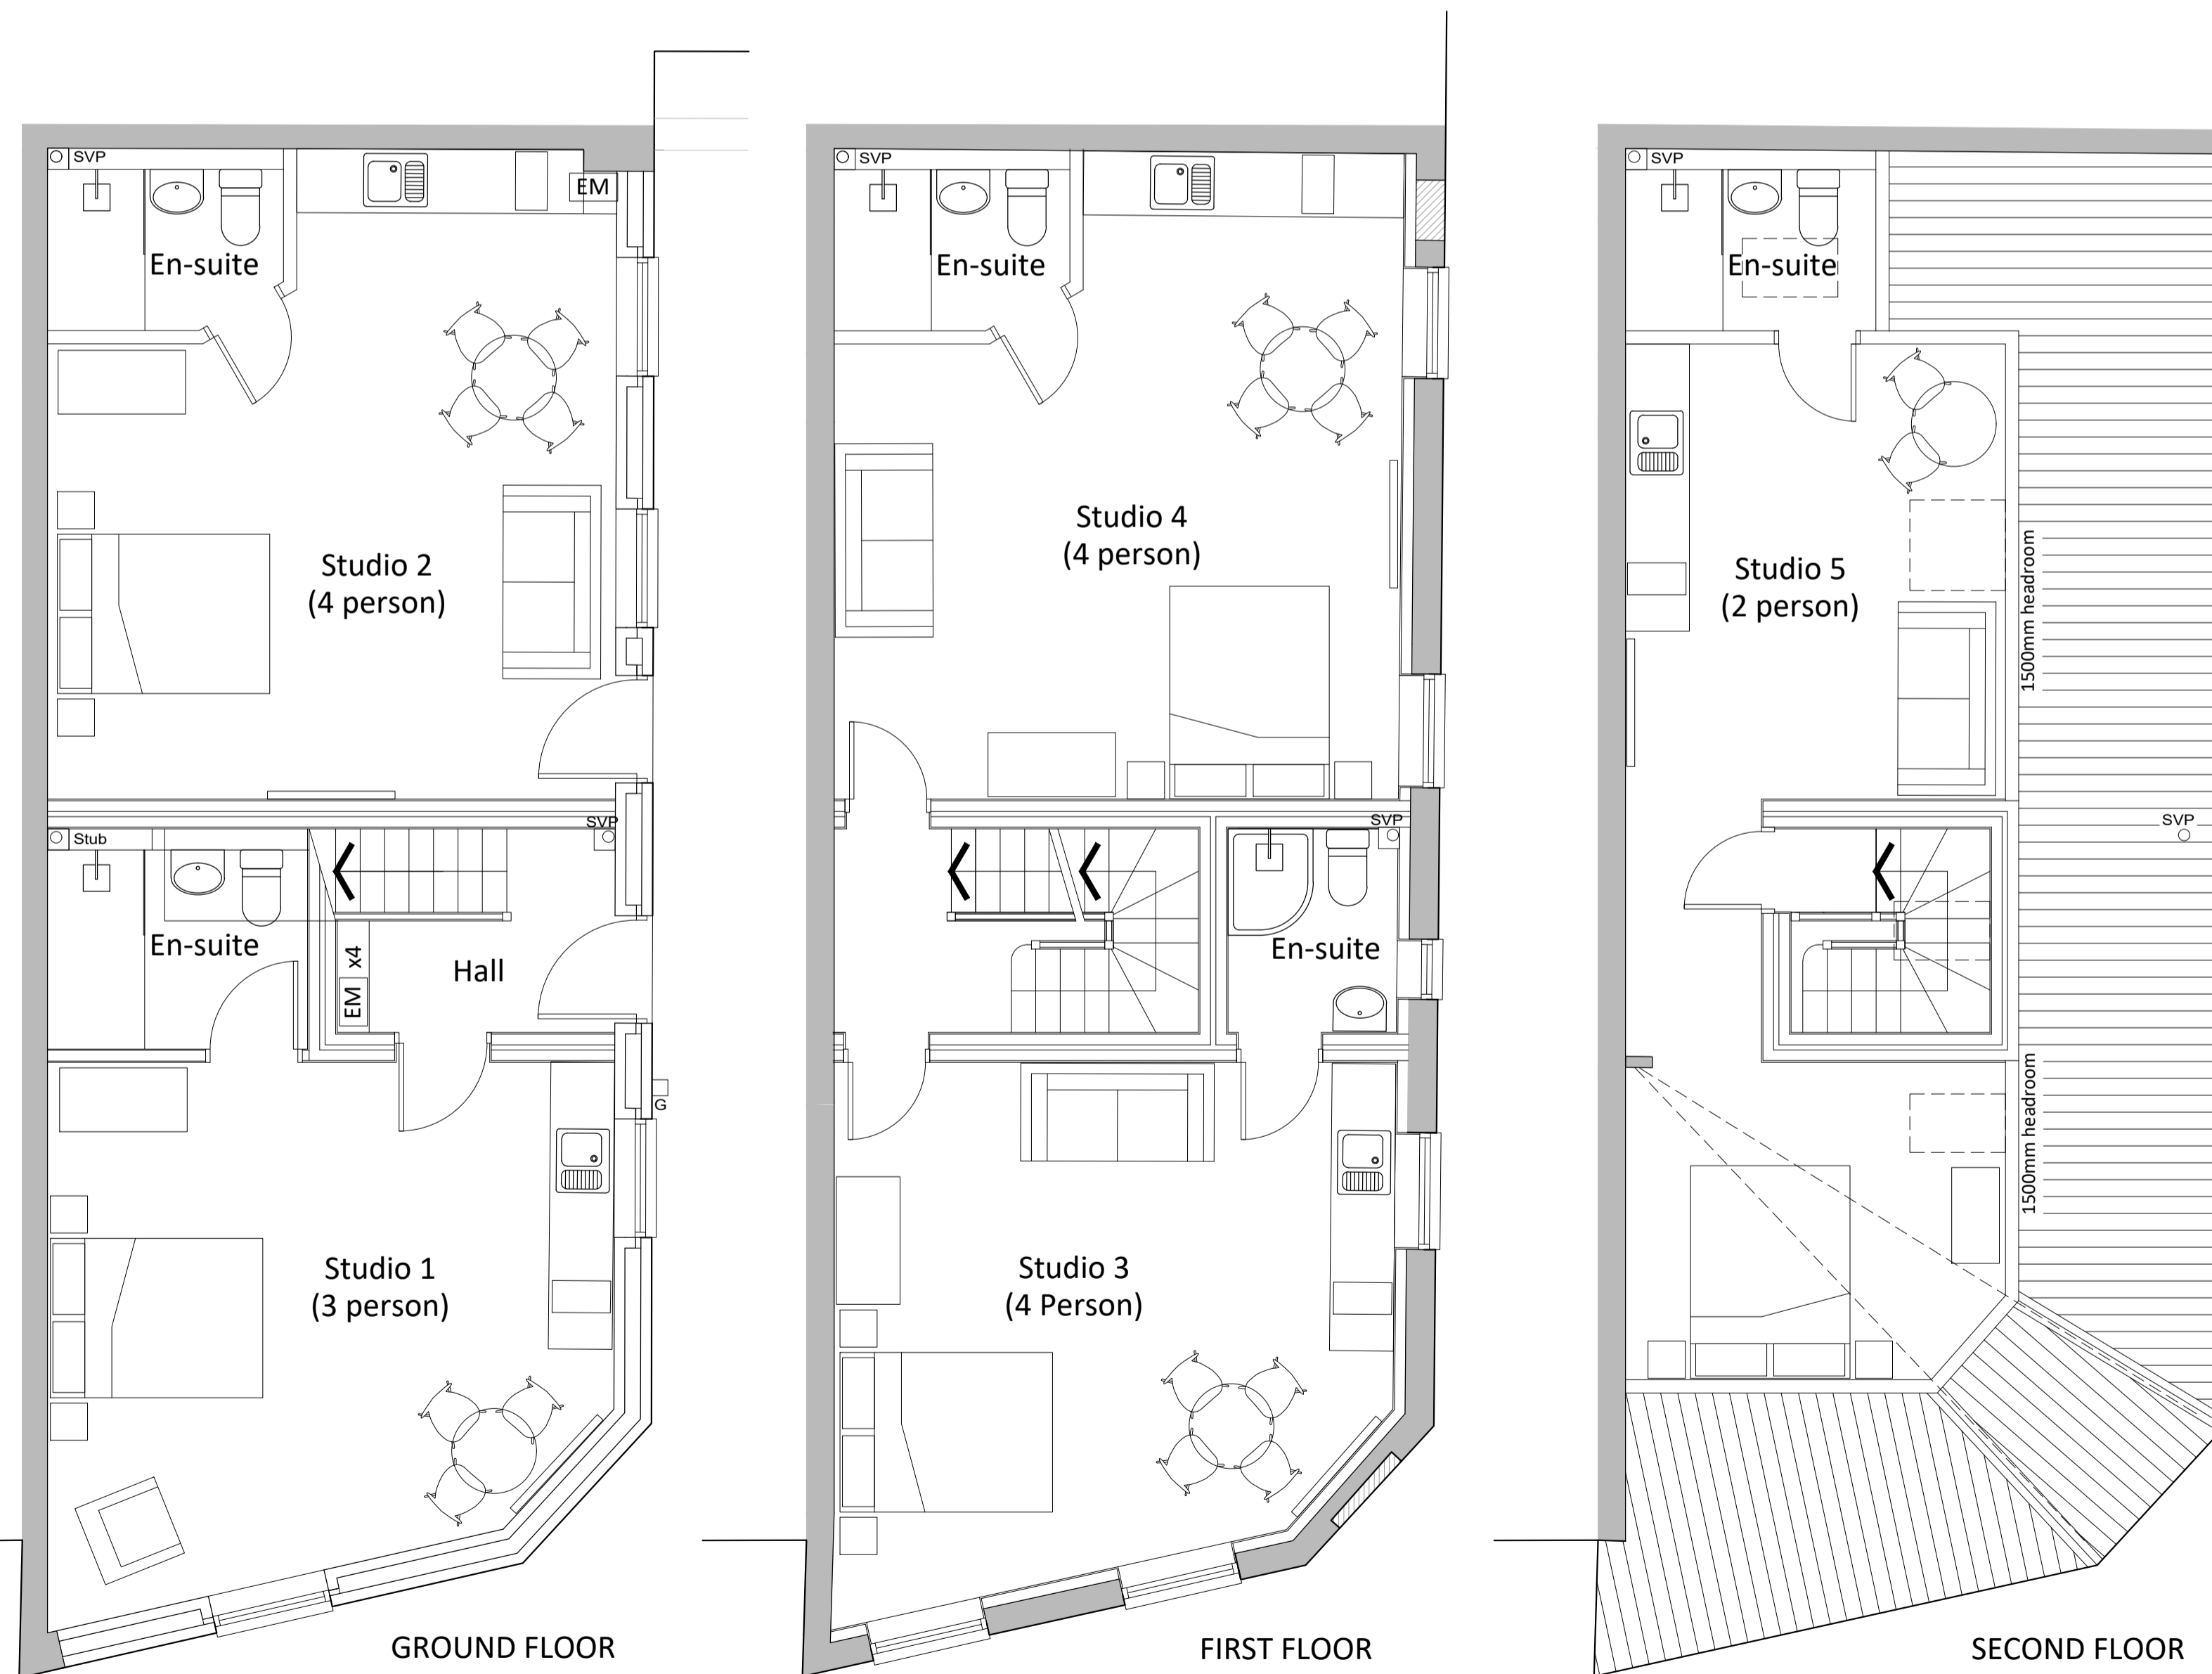 SVP
EM
En-suite
Studio 2
(4 person)
SVP
Stub
En-suite
EM x4
Hall
G
Studio 1
(3 person)
GROUND FLOOR
SVP
En-suite
Studio 4
(4 person)
SVP
En-suite
Studio 3
(4 Person)
FIRST FLOOR
SVP
En-suite
Studio 5
(2 person)
1500mm headroom
SVP
1500mm headroom
SECOND FLOOR